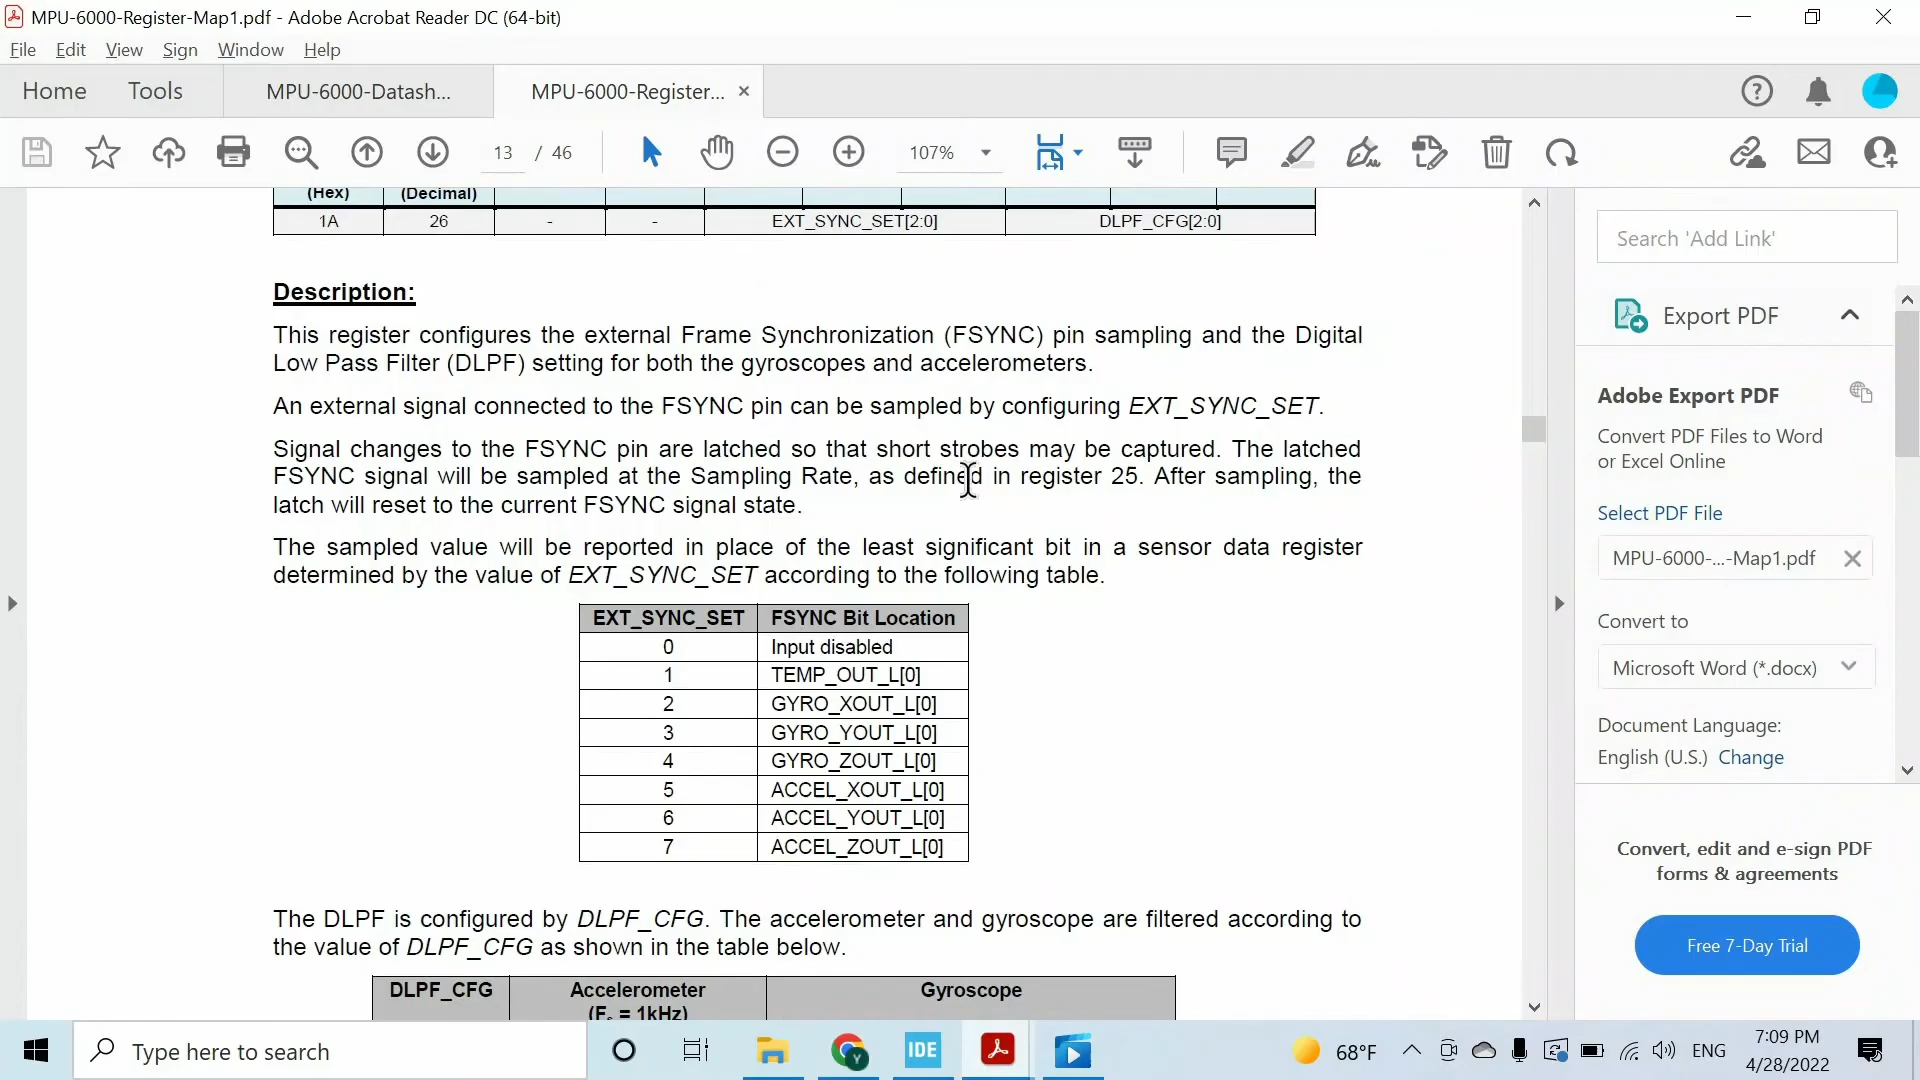 MPU-6000-Register-Map1.pdf - Adobe Acrobat Reader DC (64-bit)
File Edit View Sign Window Help
Home Tools MPU-6000-Datash... MPU-6000-Register... ×
13 / 46 107%
(Hex) (Decimal)
1A 26 - - EXT_SYNC_SET[2:0] DLPF_CFG[2:0]
Description:
This register configures the external Frame Synchronization (FSYNC) pin sampling and the Digital
Low Pass Filter (DLPF) setting for both the gyroscopes and accelerometers.
An external signal connected to the FSYNC pin can be sampled by configuring EXT_SYNC_SET.
Signal changes to the FSYNC pin are latched so that short strobes may be captured. The latched
FSYNC signal will be sampled at the Sampling Rate, as defined in register 25. After sampling, the
latch will reset to the current FSYNC signal state.
The sampled value will be reported in place of the least significant bit in a sensor data register
determined by the value of EXT_SYNC_SET according to the following table.
EXT_SYNC_SET FSYNC Bit Location
0 Input disabled
1 TEMP_OUT_L[0]
2 GYRO_XOUT_L[0]
3 GYRO_YOUT_L[0]
4 GYRO_ZOUT_L[0]
5 ACCEL_XOUT_L[0]
6 ACCEL_YOUT_L[0]
7 ACCEL_ZOUT_L[0]
The DLPF is configured by DLPF_CFG. The accelerometer and gyroscope are filtered according to
the value of DLPF_CFG as shown in the table below.
DLPF_CFG Accelerometer Gyroscope
(Fs = 1kHz)
Search 'Add Link'
Export PDF
Adobe Export PDF
Convert PDF Files to Word
or Excel Online
Select PDF File
MPU-6000-...-Map1.pdf
Convert to
Microsoft Word (*.docx)
Document Language:
English (U.S.) Change
Convert, edit and e-sign PDF
forms & agreements
Free 7-Day Trial
Type here to search
IDE
68°F
ENG
7:09 PM
4/28/2022